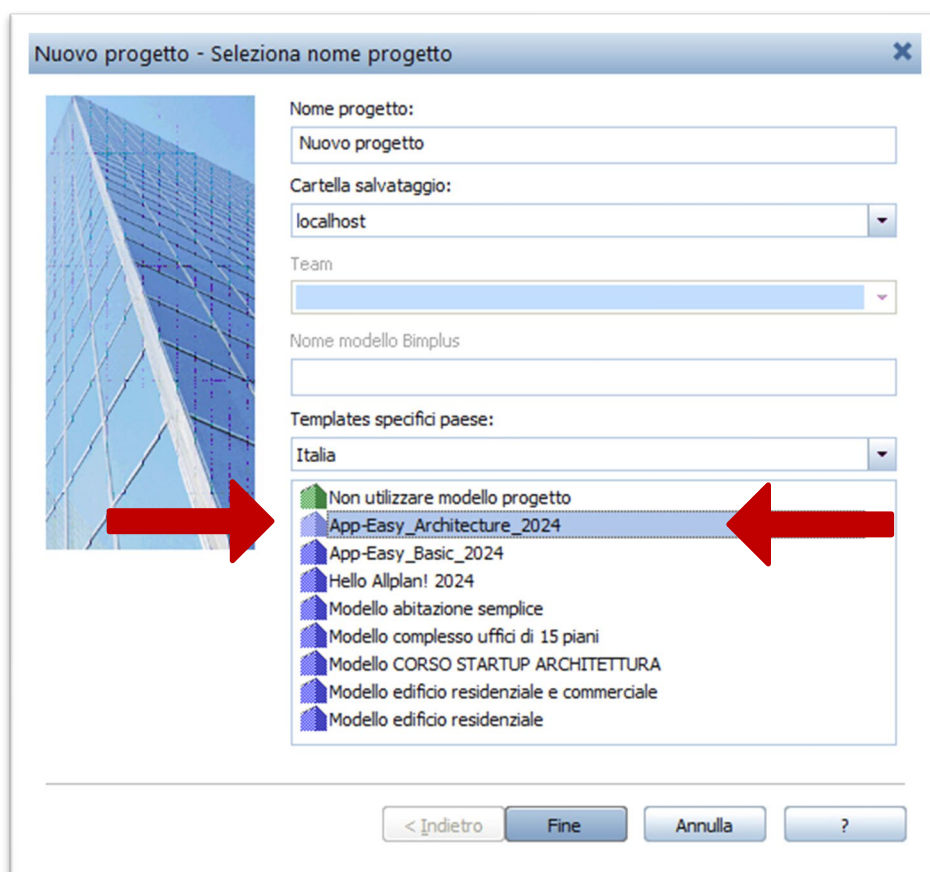 Nuovo progetto - Seleziona nome progetto
Nome progetto:
Nuovo progetto
Cartella salvataggio:
localhost
Team
Nome modello Bimplus
Templates specifici paese:
Italia
Non utilizzare modello progetto
App-Easy_Architecture_2024
App-Easy_Basic_2024
Hello Allplan! 2024
Modello abitazione semplice
Modello complesso uffici di 15 piani
Modello CORSO STARTUP ARCHITETTURA
Modello edificio residenziale e commerciale
Modello edificio residenziale
< Indietro Fine Annulla ?